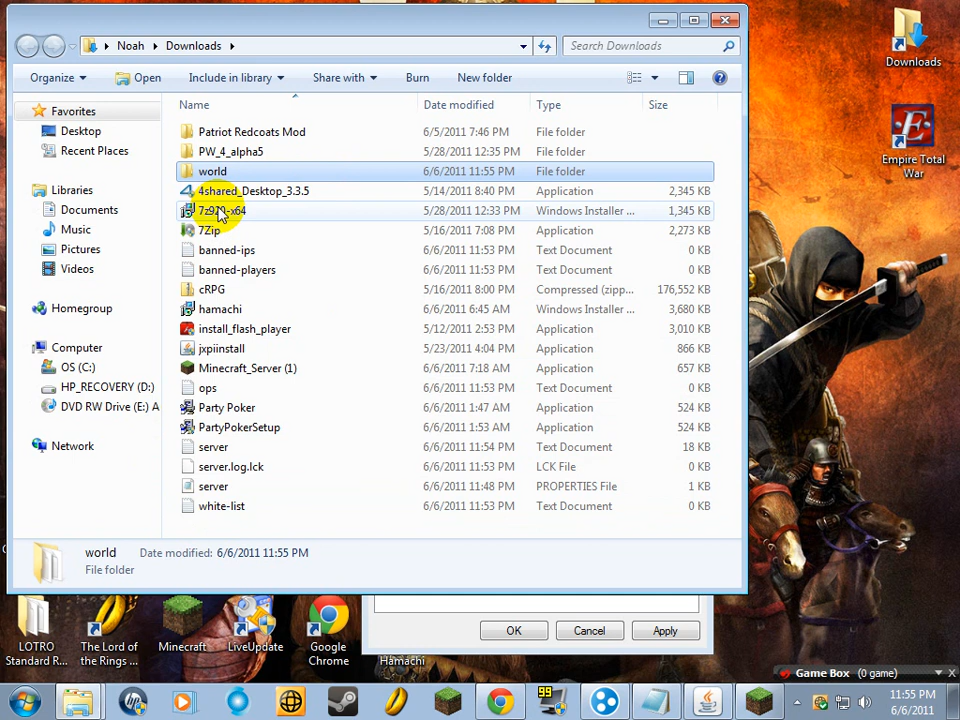 Noah Downloads
Search Downloads
Organize Open Include in library Share with Burn New folder
Name Date modified Type Size
Favorites
Desktop
Recent Places
Libraries
Documents
Music
Pictures
Videos
Homegroup
Computer
OS (C:)
HP_RECOVERY (D:)
DVD RW Drive (E:) A
Network
Patriot Redcoats Mod 6/5/2011 7:46 PM File folder
PW_4_alpha5 5/28/2011 12:35 PM File folder
world 6/6/2011 11:55 PM File folder
4shared_Desktop_3.3.5 5/14/2011 8:40 PM Application 2,345 KB
7z920-x64 5/28/2011 12:33 PM Windows Installer ... 1,345 KB
7Zip 5/16/2011 7:08 PM Application 2,273 KB
banned-ips 6/6/2011 11:53 PM Text Document 0 KB
banned-players 6/6/2011 11:53 PM Text Document 0 KB
cRPG 5/16/2011 8:00 PM Compressed (zipp... 176,552 KB
hamachi 6/6/2011 6:45 AM Windows Installer ... 3,680 KB
install_flash_player 5/12/2011 2:53 PM Application 3,010 KB
jxpiinstall 5/23/2011 4:04 PM Application 866 KB
Minecraft_Server (1) 6/6/2011 7:18 AM Application 657 KB
ops 6/6/2011 11:53 PM Text Document 0 KB
Party Poker 6/6/2011 1:47 AM Application 524 KB
PartyPokerSetup 6/6/2011 1:53 AM Application 524 KB
server 6/6/2011 11:54 PM Text Document 18 KB
server.log.lck 6/6/2011 11:53 PM LCK File 0 KB
server 6/6/2011 11:48 PM PROPERTIES File 1 KB
white-list 6/6/2011 11:53 PM Text Document 0 KB
world Date modified: 6/6/2011 11:55 PM
File folder
Downloads
Empire Total
War
OK Cancel Apply
LOTRO
Standard R...
The Lord of
the Rings ...
Minecraft
LiveUpdate
Google
Chrome
Hamachi
Game Box (0 game)
99
11:55 PM
6/6/2011